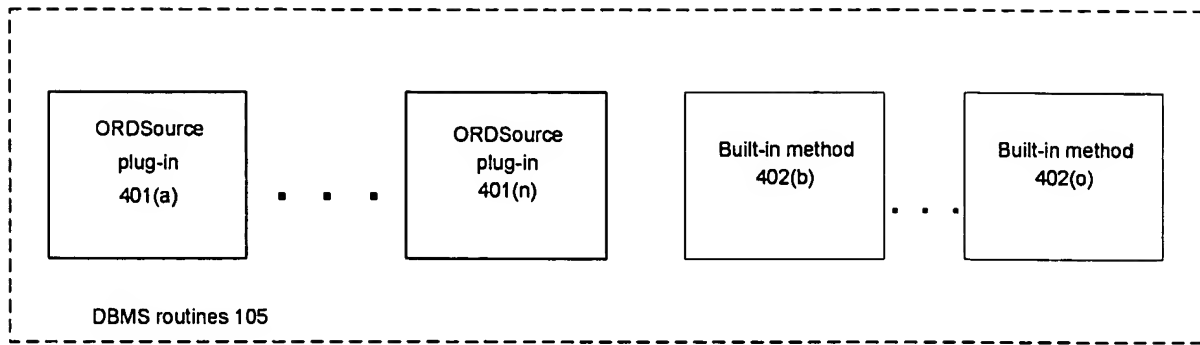 ORDSource
plug-in
401(a)
ORDSource
plug-in
401(n)
Built-in method
402(b)
Built-in method
402(o)
DBMS routines 105